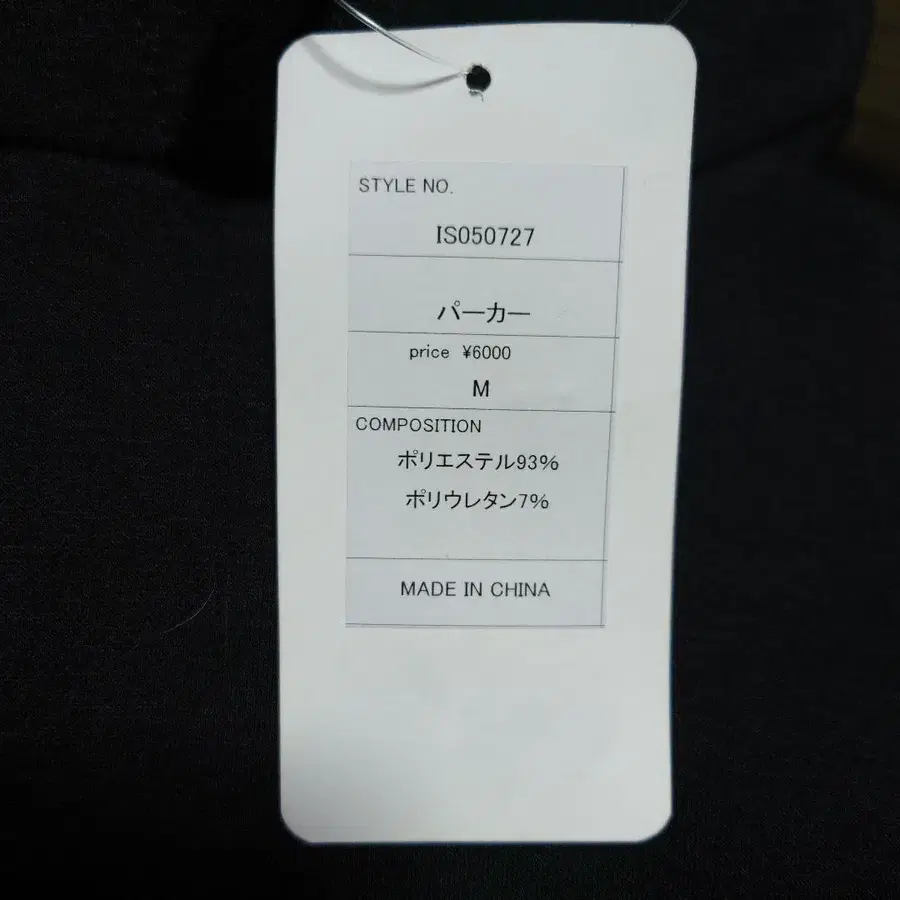 STYLE NO.
IS050727
パーカー
price ¥6000
M
COMPOSITION
ポリエステル93%
ポリウレタン7%
MADE IN CHINA